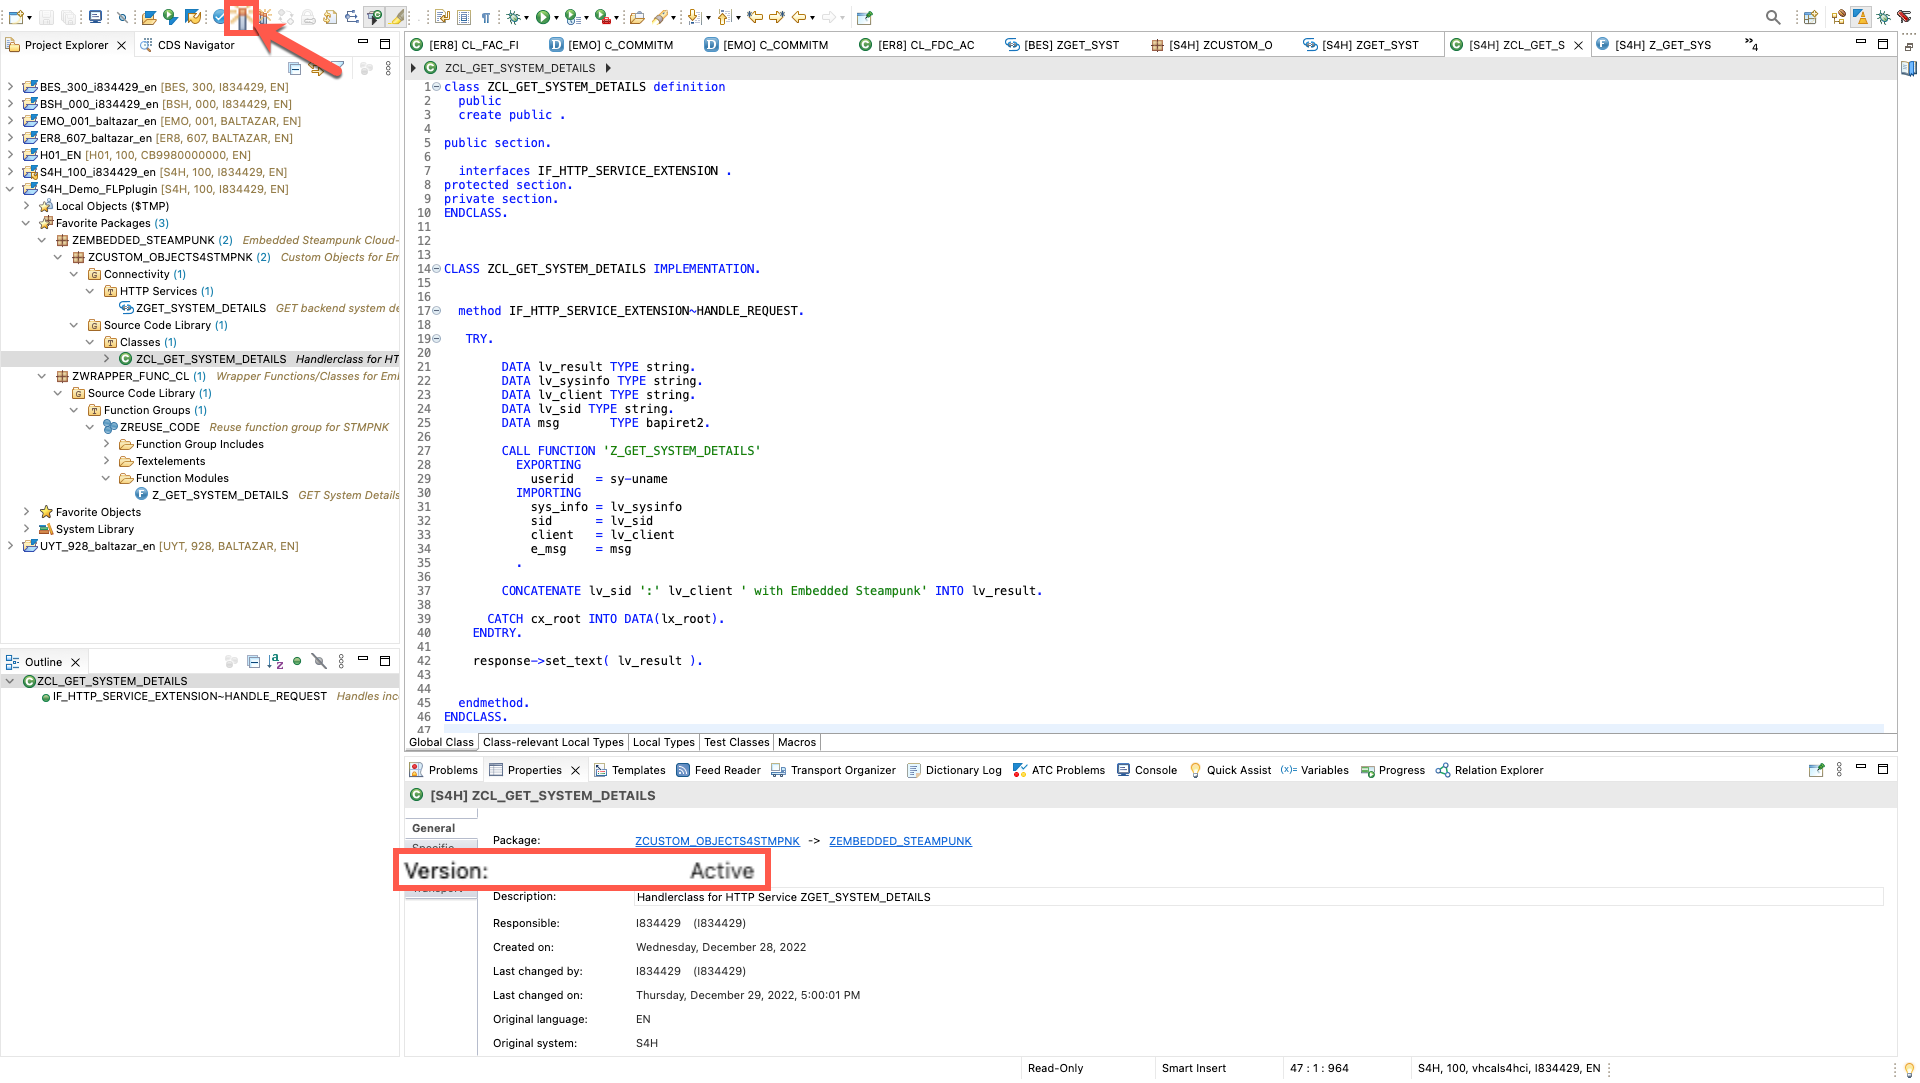 Project Explorer
CDS Navigator
BES_300_i834429_en [BES, 300, I834429, EN]
BSH_000_i834429_en [BSH, 000, I834429, EN]
EMO_001_baltazar_en [EMO, 001, BALTAZAR, EN]
ER8_607_baltazar_en [ER8, 607, BALTAZAR, EN]
H01_EN [H01, 100, CB9980000000, EN]
S4H_100_i834429_en [S4H, 100, I834429, EN]
S4H_Demo_FLPplugin [S4H, 100, I834429, EN]
Local Objects ($TMP)
Favorite Packages (3)
ZEMBEDDED_STEAMPUNK (2) Embedded Steampunk Cloud-
ZCUSTOM_OBJECTS4STMPNK (2) Custom Objects for Em
Connectivity (1)
HTTP Services (1)
ZGET_SYSTEM_DETAILS GET backend system de
Source Code Library (1)
Classes (1)
ZCL_GET_SYSTEM_DETAILS Handlerclass for HT
ZWRAPPER_FUNC_CL (1) Wrapper Functions/Classes for Em
Source Code Library (1)
Function Groups (1)
ZREUSE_CODE Reuse function group for STMPNK
Function Group Includes
Textelements
Function Modules
Z_GET_SYSTEM_DETAILS GET System Details
Favorite Objects
System Library
UYT_928_baltazar_en [UYT, 928, BALTAZAR, EN]
Outline
ZCL_GET_SYSTEM_DETAILS
IF_HTTP_SERVICE_EXTENSION~HANDLE_REQUEST Handles inc
[ER8] CL_FAC_FI
[EMO] C_COMMITM
[EMO] C_COMMITM
[ER8] CL_FDC_AC
[BES] ZGET_SYST
[S4H] ZCUSTOM_O
[S4H] ZGET_SYST
[S4H] ZCL_GET_S
[S4H] Z_GET_SYS
4
ZCL_GET_SYSTEM_DETAILS
1 class ZCL_GET_SYSTEM_DETAILS definition
2 public
3 create public .
4
5 public section.
6
7 interfaces IF_HTTP_SERVICE_EXTENSION .
8 protected section.
9 private section.
10 ENDCLASS.
11
12
13
14 CLASS ZCL_GET_SYSTEM_DETAILS IMPLEMENTATION.
15
16
17 method IF_HTTP_SERVICE_EXTENSION~HANDLE_REQUEST.
18
19 TRY.
20
21 DATA lv_result TYPE string.
22 DATA lv_sysinfo TYPE string.
23 DATA lv_client TYPE string.
24 DATA lv_sid TYPE string.
25 DATA msg TYPE bapiret2.
26
27 CALL FUNCTION 'Z_GET_SYSTEM_DETAILS'
28 EXPORTING
29 userid = sy-uname
30 IMPORTING
31 sys_info = lv_sysinfo
32 sid = lv_sid
33 client = lv_client
34 e_msg = msg
35 .
36
37 CONCATENATE lv_sid ':' lv_client ' with Embedded Steampunk' INTO lv_result.
38
39 CATCH cx_root INTO DATA(lx_root).
40 ENDTRY.
41
42 response->set_text( lv_result ).
43
44
45 endmethod.
46 ENDCLASS.
47
Global Class
Class-relevant Local Types
Local Types
Test Classes
Macros
Problems
Properties
Templates
Feed Reader
Transport Organizer
Dictionary Log
ATC Problems
Console
Quick Assist
(x)= Variables
Progress
Relation Explorer
[S4H] ZCL_GET_SYSTEM_DETAILS
General
Package: ZCUSTOM_OBJECTS4STMPNK -> ZEMBEDDED_STEAMPUNK
Version: Active
Description: Handlerclass for HTTP Service ZGET_SYSTEM_DETAILS
Responsible: I834429 (I834429)
Created on: Wednesday, December 28, 2022
Last changed by: I834429 (I834429)
Last changed on: Thursday, December 29, 2022, 5:00:01 PM
Original language: EN
Original system: S4H
Read-Only
Smart Insert
47 : 1 : 964
S4H, 100, vhcals4hci, I834429, EN